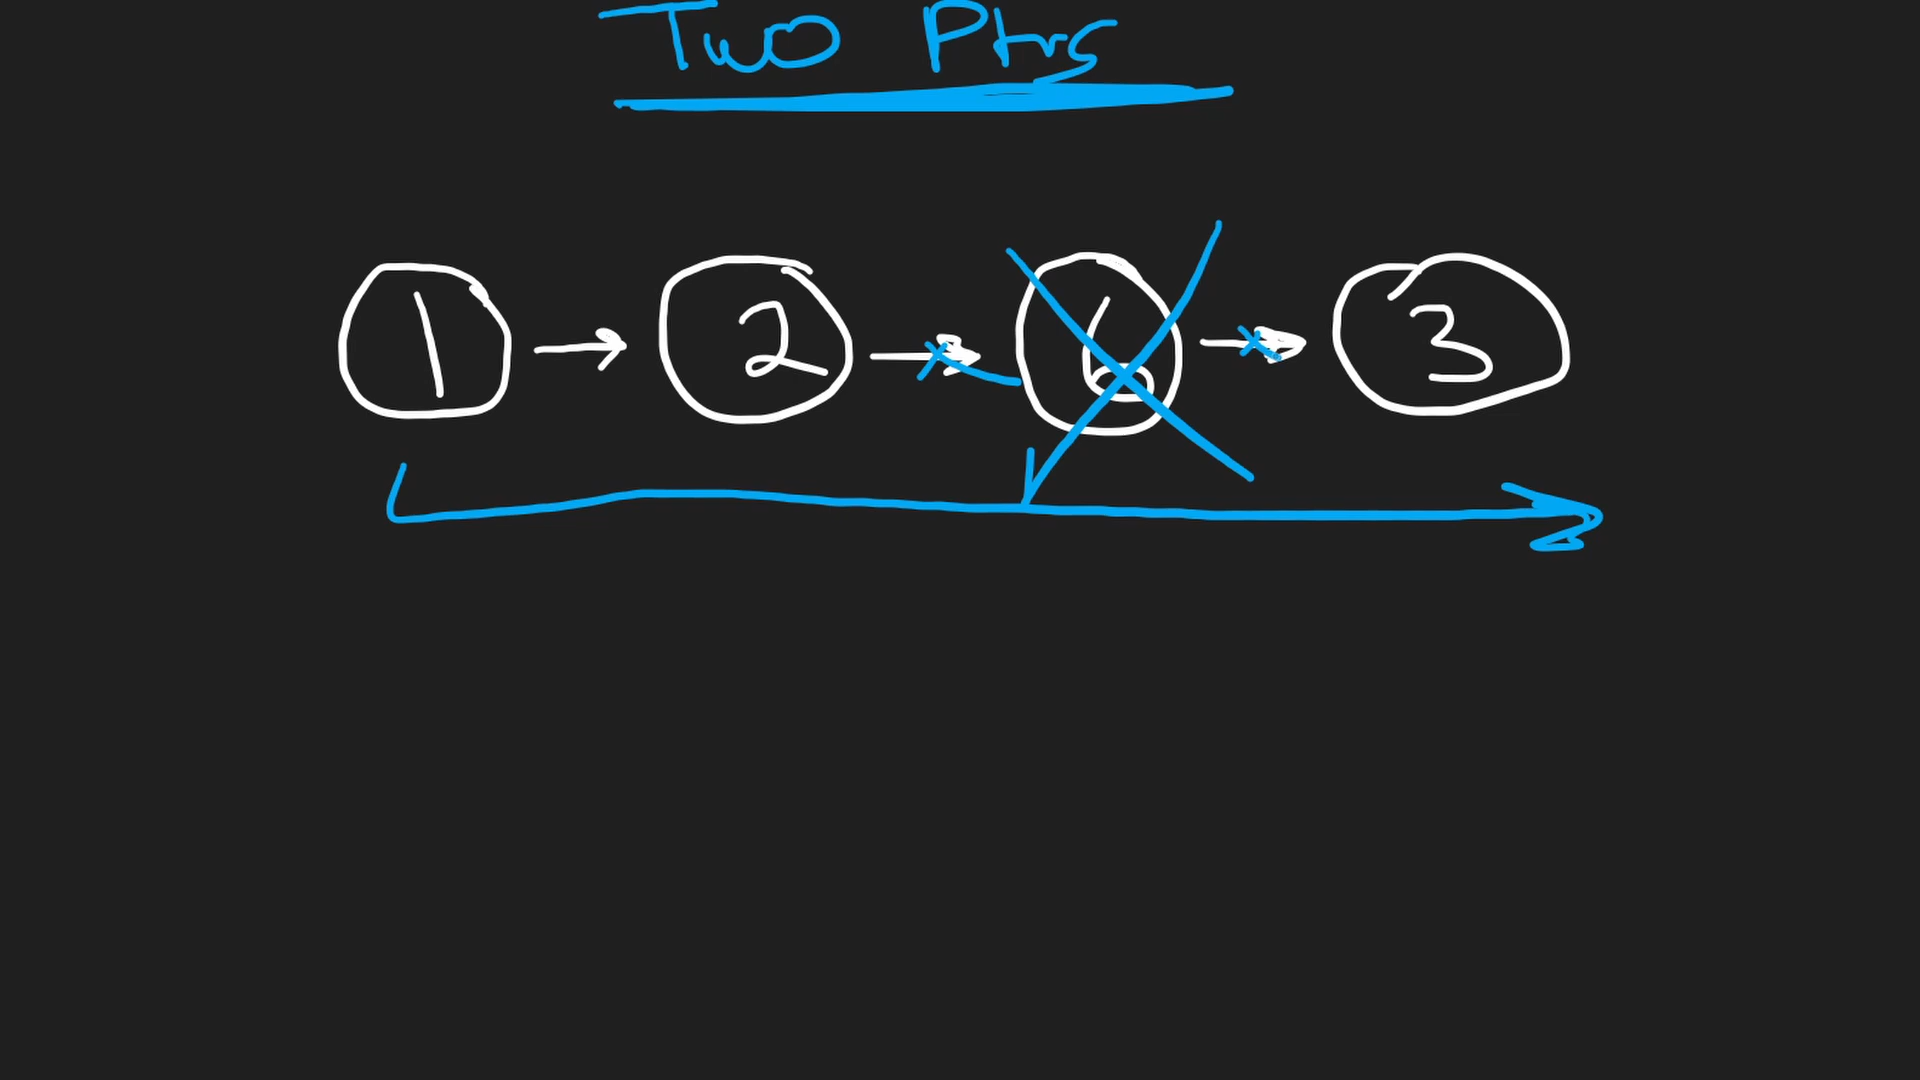 Two Ptrs
1 → 2 → 6 → 3